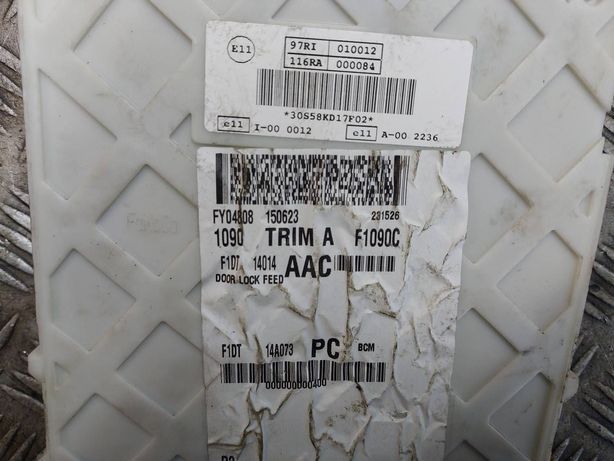 E11 97RI 010012
116RA 000084
*30S58KD17F02*
e11 I-00 0012 e11 A-00 2236
FY04808 150623 231526
1090 TRIM A F1090C
F1DT 14014 AAC
DOOR LOCK FEED
F1DT 14A073 PC BCM
000000000400